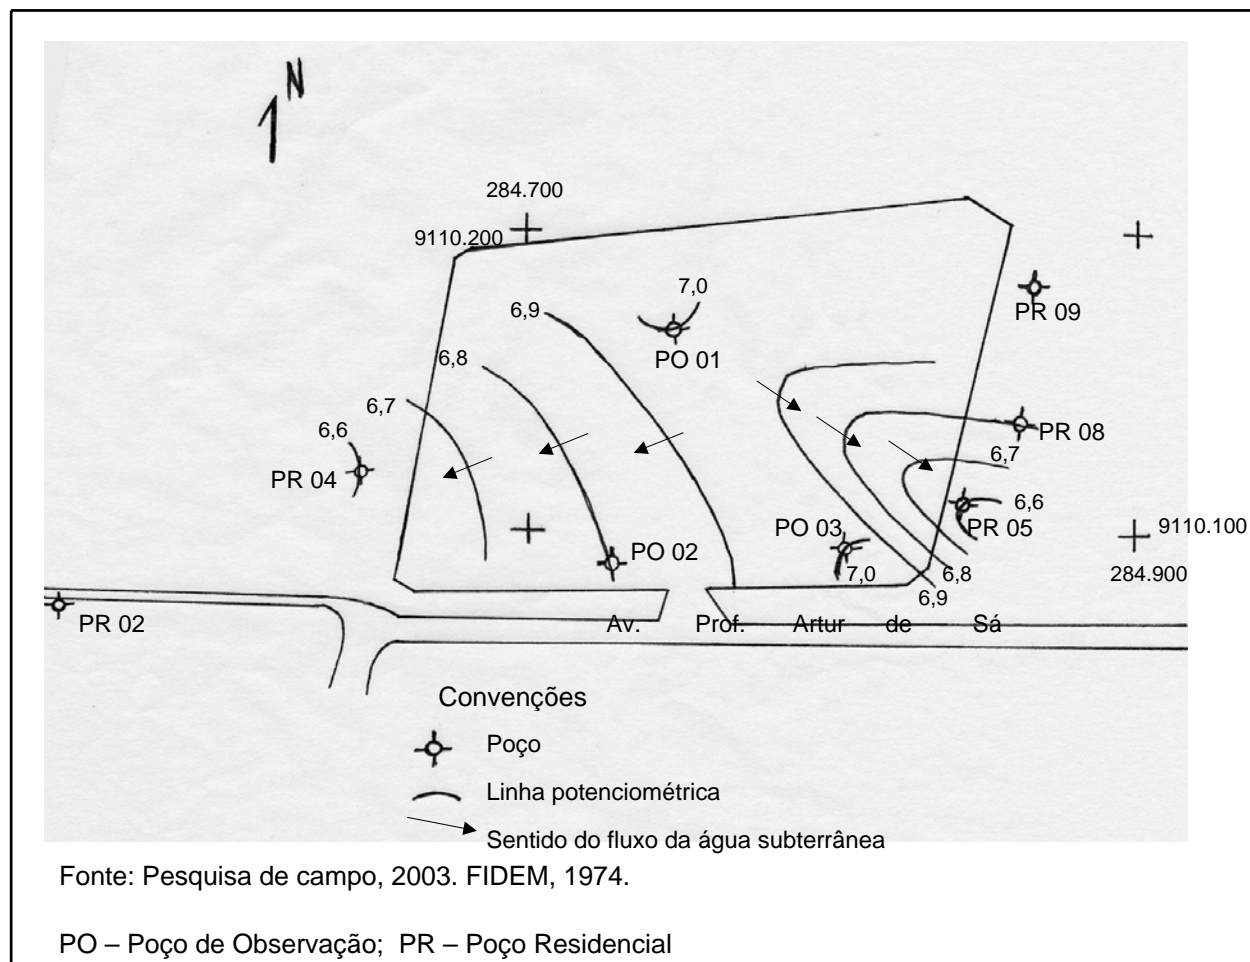 N
284.700
9110.200
7,0
6,9
PR 09
PO 01
6,8
6,7
PR 08
6,6
6,7
PR 04
6,6
PR 05
PO 03
9110.100
PO 02
7,0
6,8
284.900
6,9
PR 02
Av. Prof. Artur de Sá
Convenções
Poço
Linha potenciométrica
Sentido do fluxo da água subterrânea
Fonte: Pesquisa de campo, 2003. FIDEM, 1974.
PO – Poço de Observação; PR – Poço Residencial